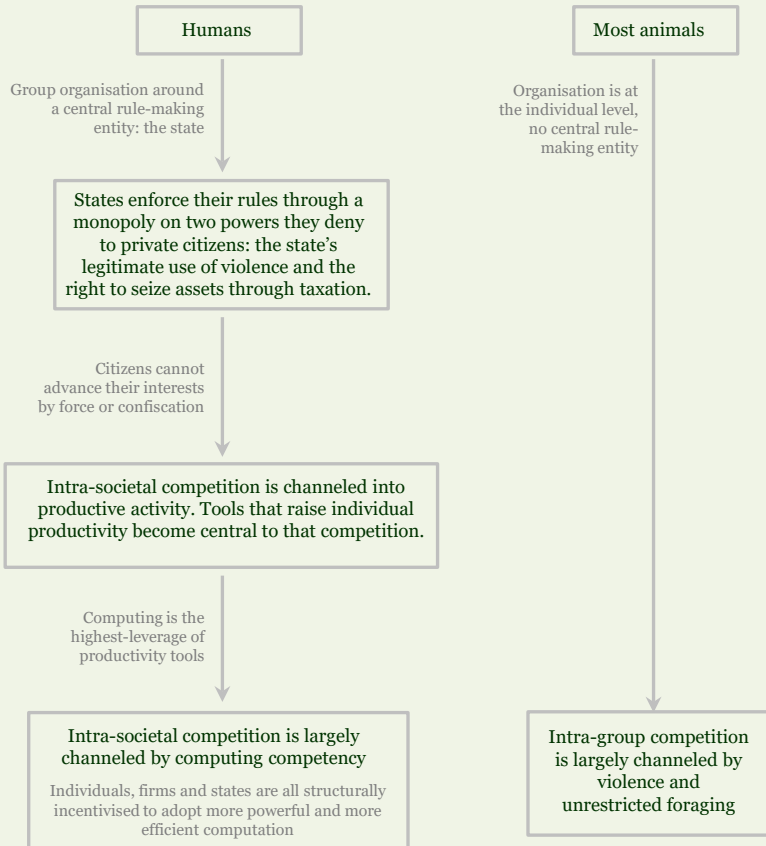 Humans
Group organisation around
a central rule-making
entity: the state
States enforce their rules through a
monopoly on two powers they deny
to private citizens: the state’s
legitimate use of violence and the
right to seize assets through taxation.
Citizens cannot
advance their interests
by force or confiscation
Intra-societal competition is channeled into
productive activity. Tools that raise individual
productivity become central to that competition.
Computing is the
highest-leverage of
productivity tools
Intra-societal competition is largely
channeled by computing competency
Individuals, firms and states are all structurally
incentivised to adopt more powerful and more
efficient computation
Most animals
Organisation is at
the individual level,
no central rule-
making entity
Intra-group competition
is largely channeled by
violence and
unrestricted foraging